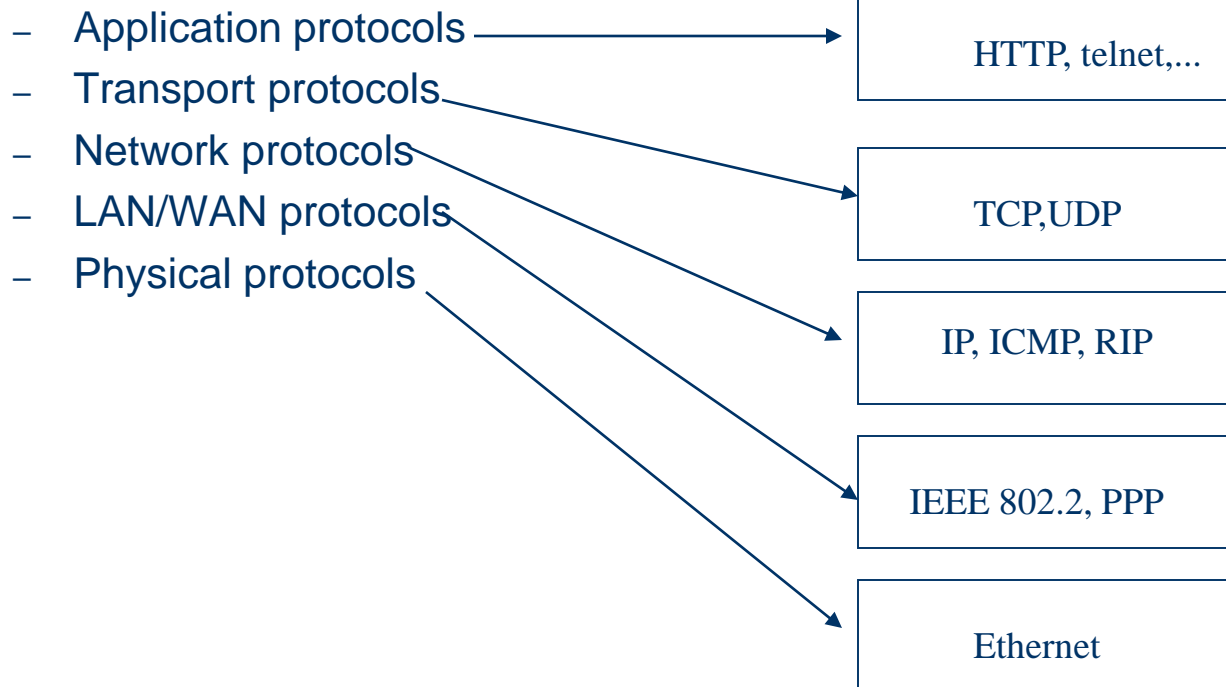 – Application protocols
– Transport protocols
– Network protocols
– LAN/WAN protocols
– Physical protocols
HTTP, telnet,...
TCP,UDP
IP, ICMP, RIP
IEEE 802.2, PPP
Ethernet